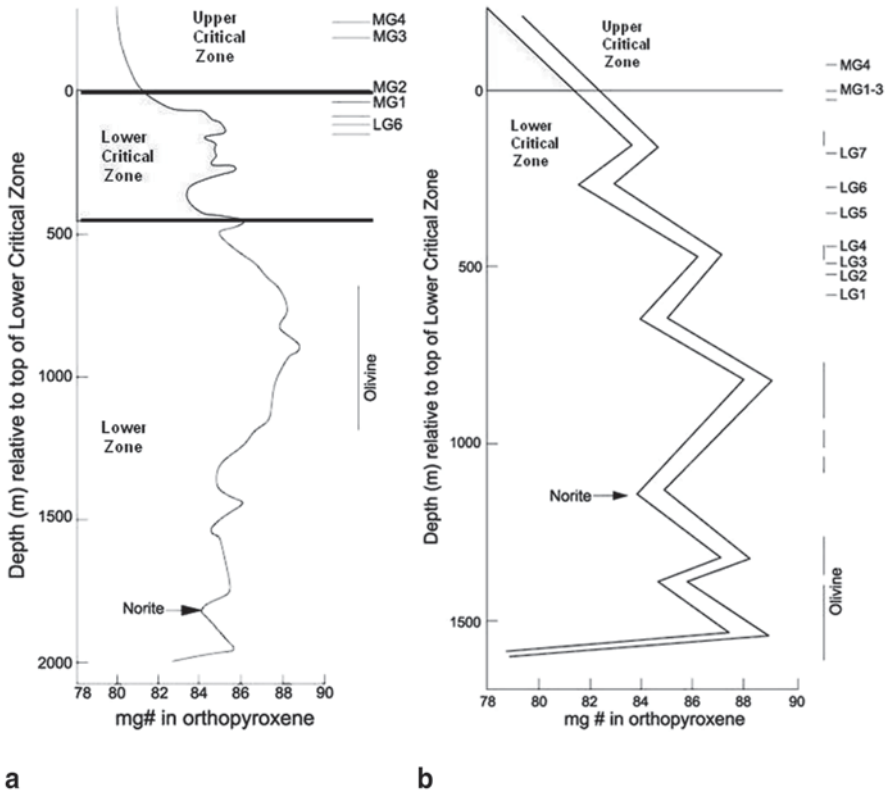 Upper
Critical
Zone
MG4
MG3
MG2
MG1
LG6
Lower
Critical
Zone
Lower
Zone
Norite
Olivine
0
500
1000
1500
2000
Depth (m) relative to top of Lower Critical Zone
78 80 82 84 86 88 90
mg# in orthopyroxene
a
Upper
Critical
Zone
Lower
Critical
Zone
MG4
MG1-3
LG7
LG6
LG5
LG4
LG3
LG2
LG1
Norite
Olivine
0
500
1000
1500
Depth (m) relative to top of Lower Critical Zone
78 80 82 84 86 88 90
mg # in orthopyroxene
b